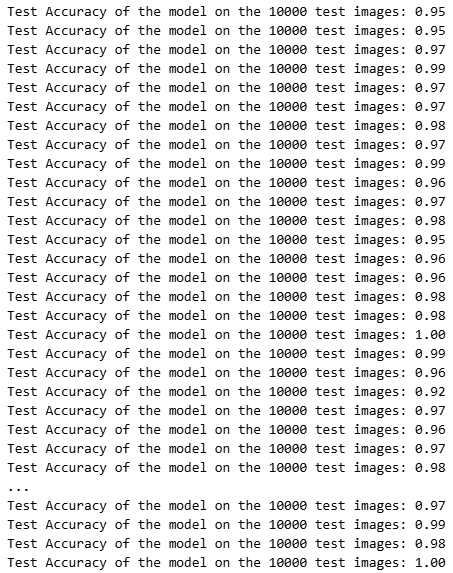 Test Accuracy of the model on the 10000 test images: 0.95
Test Accuracy of the model on the 10000 test images: 0.95
Test Accuracy of the model on the 10000 test images: 0.97
Test Accuracy of the model on the 10000 test images: 0.99
Test Accuracy of the model on the 10000 test images: 0.97
Test Accuracy of the model on the 10000 test images: 0.97
Test Accuracy of the model on the 10000 test images: 0.98
Test Accuracy of the model on the 10000 test images: 0.97
Test Accuracy of the model on the 10000 test images: 0.99
Test Accuracy of the model on the 10000 test images: 0.96
Test Accuracy of the model on the 10000 test images: 0.97
Test Accuracy of the model on the 10000 test images: 0.98
Test Accuracy of the model on the 10000 test images: 0.95
Test Accuracy of the model on the 10000 test images: 0.96
Test Accuracy of the model on the 10000 test images: 0.96
Test Accuracy of the model on the 10000 test images: 0.98
Test Accuracy of the model on the 10000 test images: 0.98
Test Accuracy of the model on the 10000 test images: 1.00
Test Accuracy of the model on the 10000 test images: 0.99
Test Accuracy of the model on the 10000 test images: 0.96
Test Accuracy of the model on the 10000 test images: 0.92
Test Accuracy of the model on the 10000 test images: 0.97
Test Accuracy of the model on the 10000 test images: 0.96
Test Accuracy of the model on the 10000 test images: 0.97
Test Accuracy of the model on the 10000 test images: 0.98
...
Test Accuracy of the model on the 10000 test images: 0.97
Test Accuracy of the model on the 10000 test images: 0.99
Test Accuracy of the model on the 10000 test images: 0.98
Test Accuracy of the model on the 10000 test images: 1.00